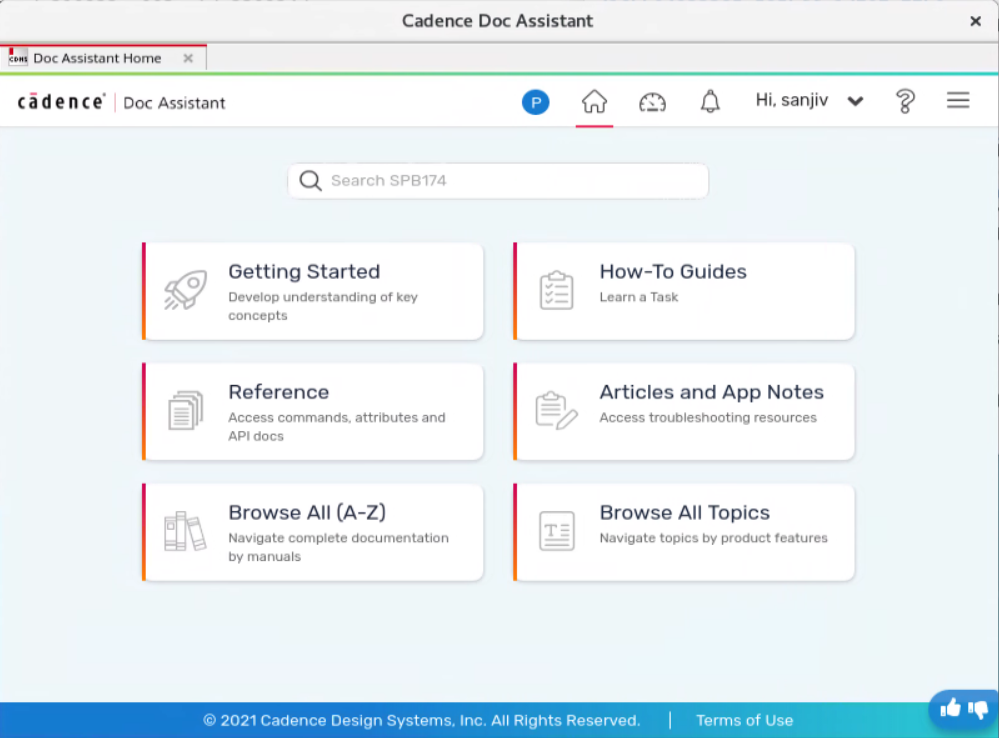 Cadence Doc Assistant
CDMS Doc Assistant Home
cādence® | Doc Assistant
P
Hi, sanjiv
Search SPB174
Getting Started
Develop understanding of key
concepts
How-To Guides
Learn a Task
Reference
Access commands, attributes and
API docs
Articles and App Notes
Access troubleshooting resources
Browse All (A-Z)
Navigate complete documentation
by manuals
Browse All Topics
Navigate topics by product features
© 2021 Cadence Design Systems, Inc. All Rights Reserved. | Terms of Use